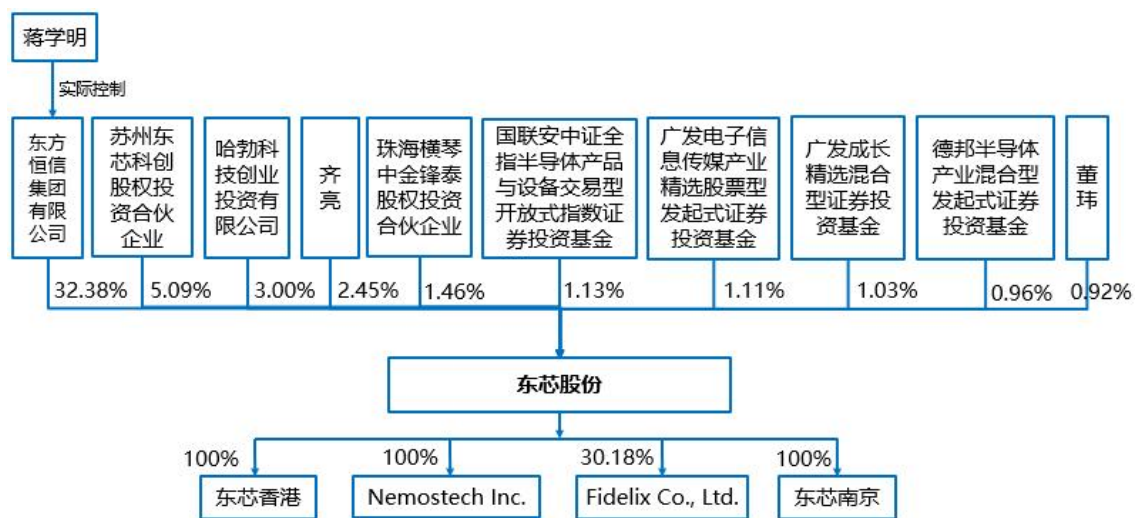 蒋学明
实际控制
东方
恒信
集团
有限
公司
苏州东
芯科创
股权投
资合伙
企业
哈勃科
技创业
投资有
限公司
齐
亮
珠海横琴
中金锋泰
股权投资
合伙企业
国联安中证全
指半导体产品
与设备交易型
开放式指数证
券投资基金
广发电子信
息传媒产业
精选股票型
发起式证券
投资基金
广发成长
精选混合
型证券投
资基金
德邦半导体
产业混合型
发起式证券
投资基金
董
玮
32.38%
5.09%
3.00%
2.45%
1.46%
1.13%
1.11%
1.03%
0.96%
0.92%
东芯股份
100%
100%
30.18%
100%
东芯香港
Nemostech Inc.
Fidelix Co., Ltd.
东芯南京